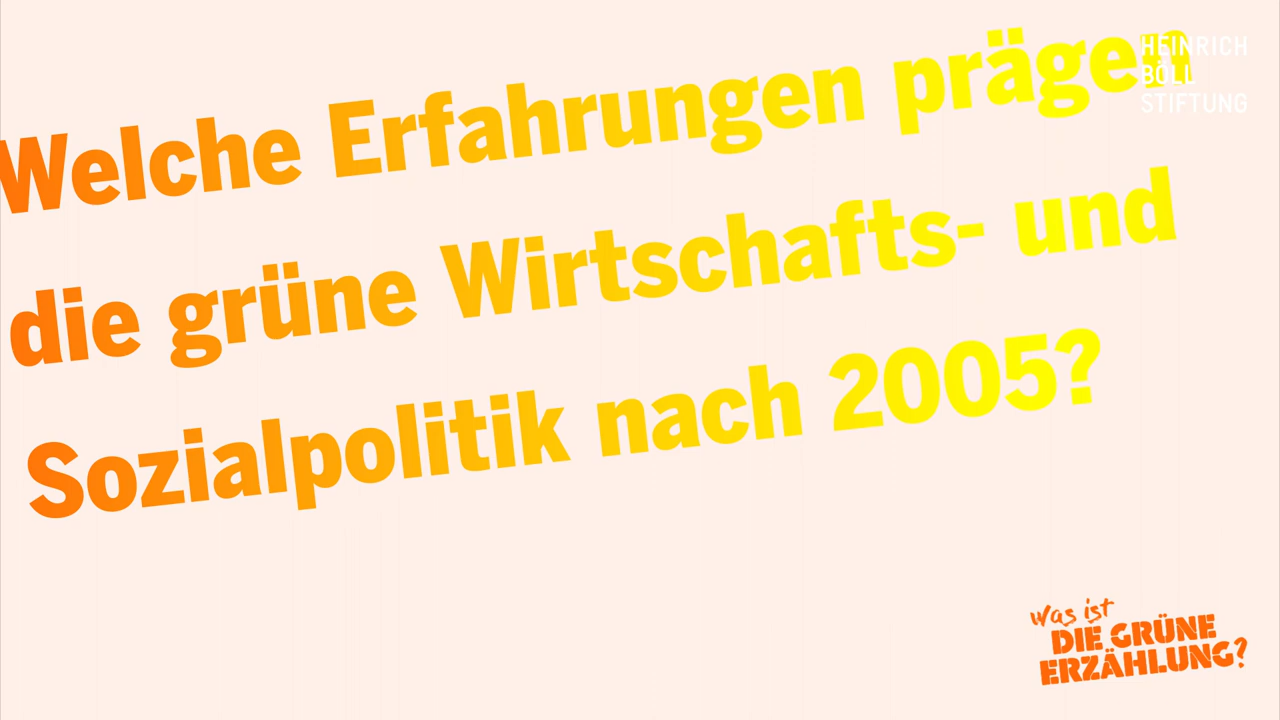 Welche Erfahrungen prägen
die grüne Wirtschafts- und
Sozialpolitik nach 2005?
HEINRICH
BÖLL
STIFTUNG
Was ist
DIE GRÜNE
ERZÄHLUNG?